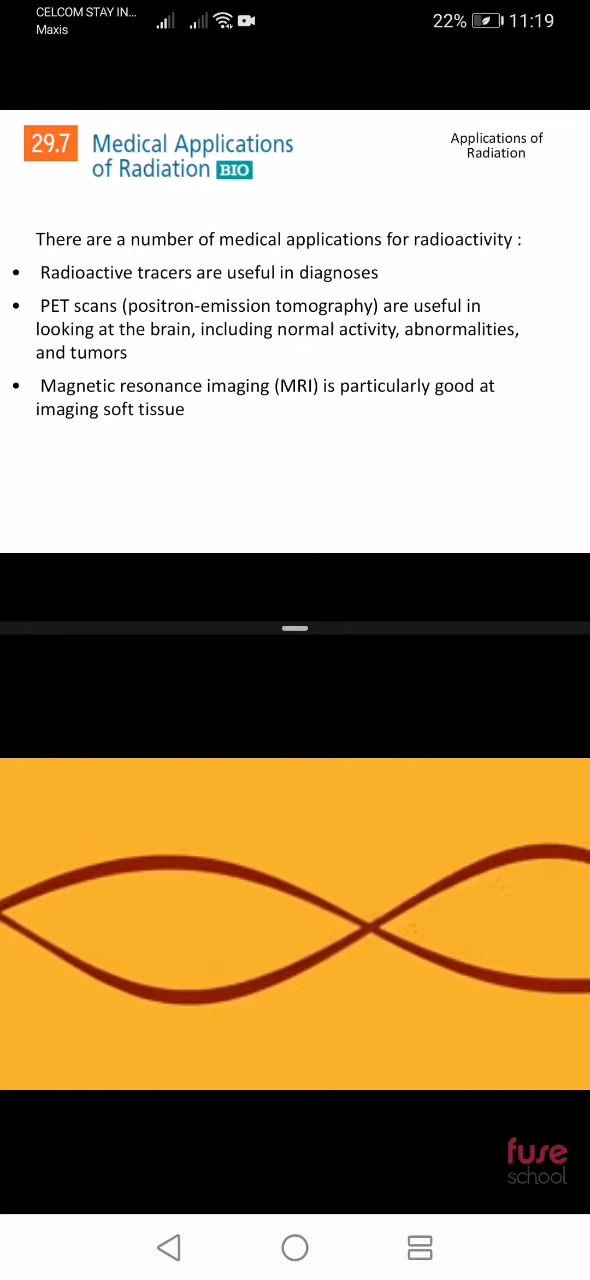 CELCOM STAY IN...
Maxis
22%
11:19
29.7
Medical Applications
of Radiation BIO
Applications of
Radiation
There are a number of medical applications for radioactivity :
• Radioactive tracers are useful in diagnoses
• PET scans (positron-emission tomography) are useful in
looking at the brain, including normal activity, abnormalities,
and tumors
• Magnetic resonance imaging (MRI) is particularly good at
imaging soft tissue
fuse
school